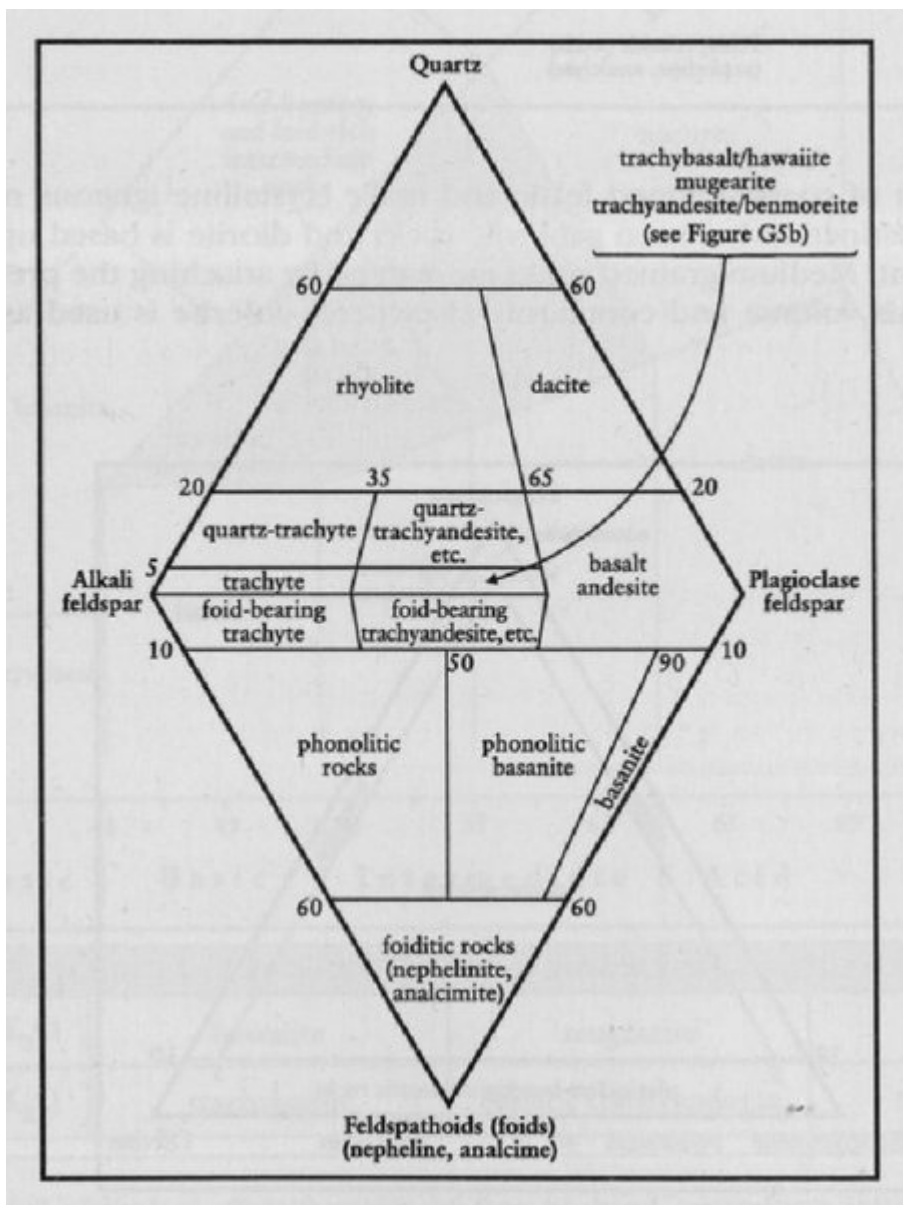 Quartz
trachybasalt/hawaiite
mugearite
trachyandesite/benmoreite
(see Figure G5b)
60
60
rhyolite
dacite
20
35
65
20
quartz-trachyte
quartz-
trachyandesite,
etc.
basalt
andesite
5
Alkali
feldspar
trachyte
Plagioclase
feldspar
foid-bearing
trachyte
foid-bearing
trachyandesite, etc.
10
50
90
10
phonolitic
rocks
phonolitic
basanite
basanite
60
60
foiditic rocks
(nephelinite,
analcimite)
Feldspathoids (foids)
(nepheline, analcime)